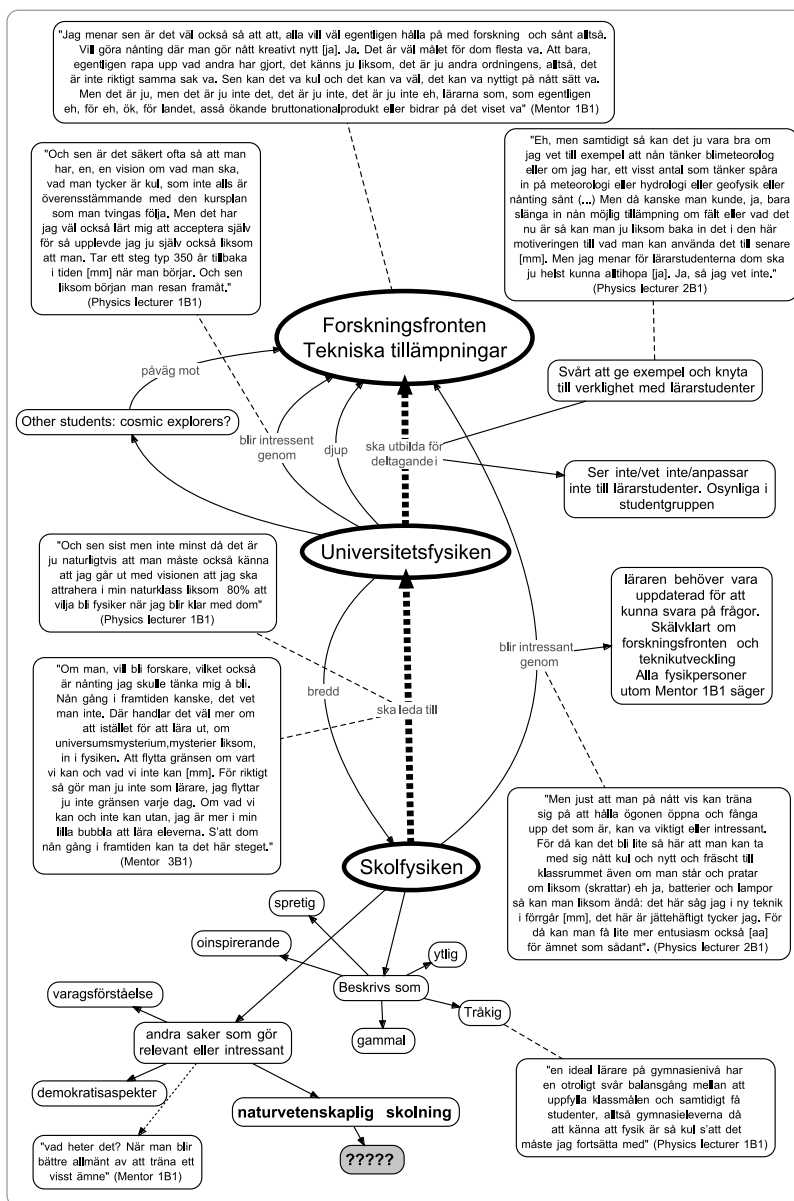 "Jag menar sen är det väl också så att att, alla vill väl egentligen hålla på med forskning och sånt alltså.
Vill göra nånting där man gör nått kreativt nytt [ja]. Ja. Det är väl målet för dom flesta va. Att bara,
egentligen rapa upp vad andra har gjort, det känns ju liksom, det är ju andra ordningens, altså, det
är inte riktigt samma sak va. Sen kan det va kul och det kan va väl, det kan va nyttigt på nått sätt va.
Men det är ju, men det är ju inte det, det är ju inte, det är ju inte eh, lärarna som, som egentligen
eh, för eh, ök, för landet, asså ökande bruttonationalprodukt eller bidrar på det viset va" (Mentor 1B1)
"Och sen är det säkert ofta så att man
har, en, en vision om vad man ska,
vad man tycker är kul, som inte alls är
överensstämmande med den kursplan
som man tvingas följa. Men det har
jag väl också lärt mig att acceptera själv
för så upplevde jag ju själv också liksom
att man. Tar ett steg typ 350 år tillbaka
i tiden [mm] när man börjar. Och sen
liksom början man resan framåt."
(Physics lecturer 1B1)
"Eh, men samtidigt så kan det ju vara bra om
jag vet till exempel att nån tänker blimeteorolog
eller om jag har, ett visst antal som tänker spåra
in på meteorologi eller hydrologi eller geofysik eller
nånting sånt (...) Men då kanske man kunde, ja, bara
slänga in nån möjlig tillämpning om fält eller vad det
nu är så kan man ju liksom baka in det i den här
motiveringen till vad man kan använda det till senare
[mm]. Men jag menar för lärarstudenterna dom ska
ju helst kunna alltihopa [ja]. Ja, så jag vet inte."
(Physics lecturer 2B1)
Forskningsfronten
Tekniska tillämpningar
påväg mot
Svårt att ge exempel och knyta
till verklighet med lärarstudenter
Other students: cosmic explorers?
blir intressent
genom
djup
ska utbilda för
deltagande i
Ser inte/vet inte/anpassar
inte till lärarstudenter. Osynliga i
studentgruppen
Universitetsfysiken
"Och sen sist men inte minst då det är
ju naturligtvis att man måste också känna
att jag går ut med visionen att jag ska
attrahera i min naturklass liksom 80% att
vilja bli fysiker när jag blir klar med dom"
(Physics lecturer 1B1)
läraren behöver vara
uppdaterad för att
kunna svara på frågor.
Skälvklart om
forskningsfronten och
teknikutveckling
Alla fysikpersoner
utom Mentor 1B1 säger
blir intressant
genom
bredd
ska leda till
"Om man, vill bli forskare, vilket också
är nånting jag skulle tänka mig å bli.
Nån gång i framtiden kanske, det vet
man inte. Där handlar det väl mer om
att istället för att lära ut, om
universumsmysterium,mysterier liksom,
in i fysiken. Att flytta gränsen om vart
vi kan och vad vi inte kan [mm]. För riktigt
så gör man ju inte som lärare, jag flyttar
ju inte gränsen varje dag. Om vad vi
kan och inte kan utan, jag är mer i min
lilla bubbla att lära eleverna. S'att dom
nån gång i framtiden kan ta det här steget."
(Mentor 3B1)
"Men just att man på nått vis kan träna
sig på att hålla ögonen öppna och fånga
upp det som är, kan va viktigt eller intressant.
För då kan det bli lite så här att man kan ta
med sig nått kul och nytt och fräscht till
klassrummet även om man står och pratar
om liksom (skrattar) eh ja, batterier och lampor
så kan man liksom ändå: det här såg jag i ny teknik
i förrgår [mm], det här är jättehäftigt tycker jag. För
då kan man få lite mer entusiasm också [aa]
för ämnet som sådant". (Physics lecturer 2B1)
Skolfysiken
spretig
oinspirerande
ytlig
Beskrivs som
varagsförståelse
Tråkig
andra saker som gör
relevant eller intressant
gammal
demokratisaspekter
naturvetenskaplig skolning
"en ideal lärare på gymnasienivå har
en otroligt svår balansgång mellan att
uppfylla klassmålen och samtidigt få
studenter, altså gymnasieleverna då
att känna att fysik är så kul s'att det
måste jag fortsätta med" (Physics lecturer 1B1)
"vad heter det? När man blir
bättre allmänt av att träna ett
visst ämne" (Mentor 1B1)
?????